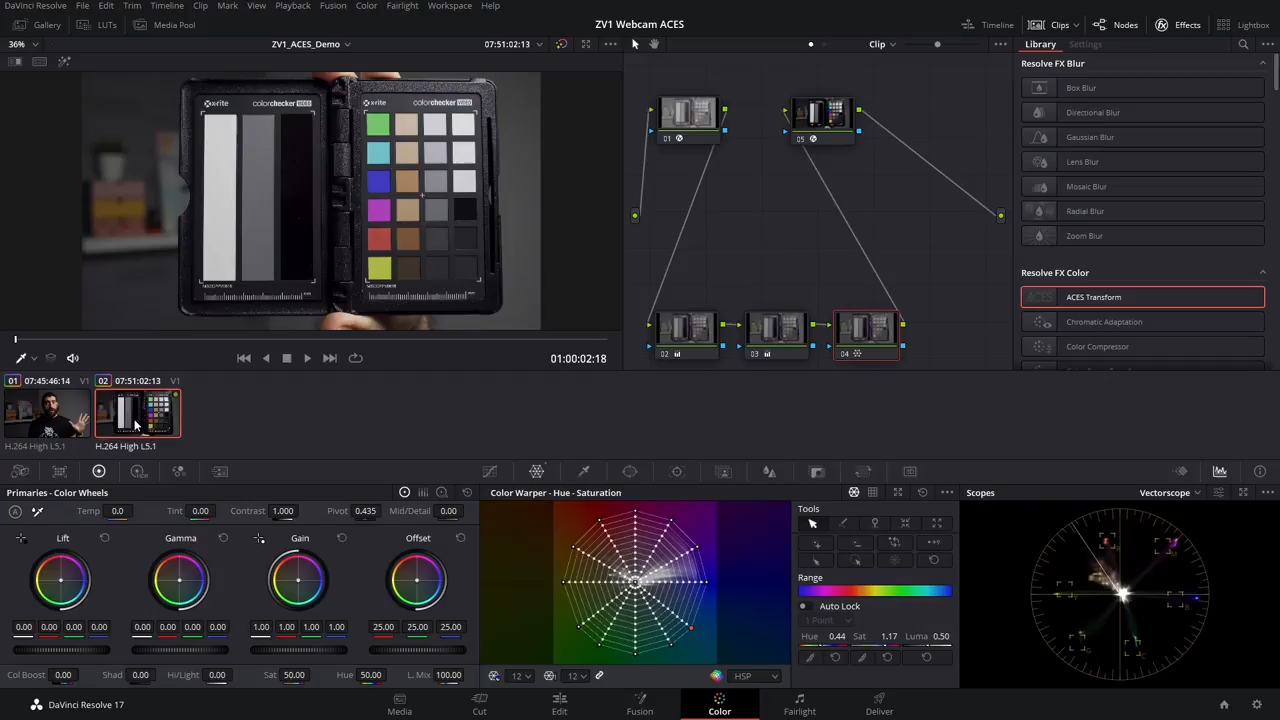 DaVinci Resolve File Edit Trim Timeline Clip Mark View Playback Fusion Color Fairlight Workspace Help
Gallery LUTs Media Pool ZV1 Webcam ACES Timeline Clips Nodes Effects Lightbox
36% ZV1_ACES_Demo 07:51:02:13 Clip Library Settings
Resolve FX Blur
Box Blur
Directional Blur
Gaussian Blur
Lens Blur
Mosaic Blur
Radial Blur
Zoom Blur
Resolve FX Color
ACES ACES Transform
Chromatic Adaptation
Color Compressor
x-rite colorchecker VIDEO x-rite colorchecker VIDEO
01 05
02 03 04
01:00:02:18
01 07:45:46:14 V1 02 07:51:02:13 V1
H.264 High L5.1 H.264 High L5.1
Primaries - Color Wheels Color Warper - Hue - Saturation Scopes Vectorscope
Temp 0.0 Tint 0.00 Contrast 1.000 Pivot 0.435 Mid/Detail 0.00 Tools
Lift Gamma Gain Offset
Range
Auto Lock
1 Point
0.00 0.00 0.00 0.00 0.00 0.00 0.00 0.00 1.00 1.00 1.00 1.00 25.00 25.00 25.00
Hue 0.44 Sat 1.17 Luma 0.50
Col Boost 0.00 Shad 0.00 Hi/Light 0.00 Sat 50.00 Hue 50.00 L. Mix 100.00 12 12 HSP
DaVinci Resolve 17 Media Cut Edit Fusion Color Fairlight Deliver